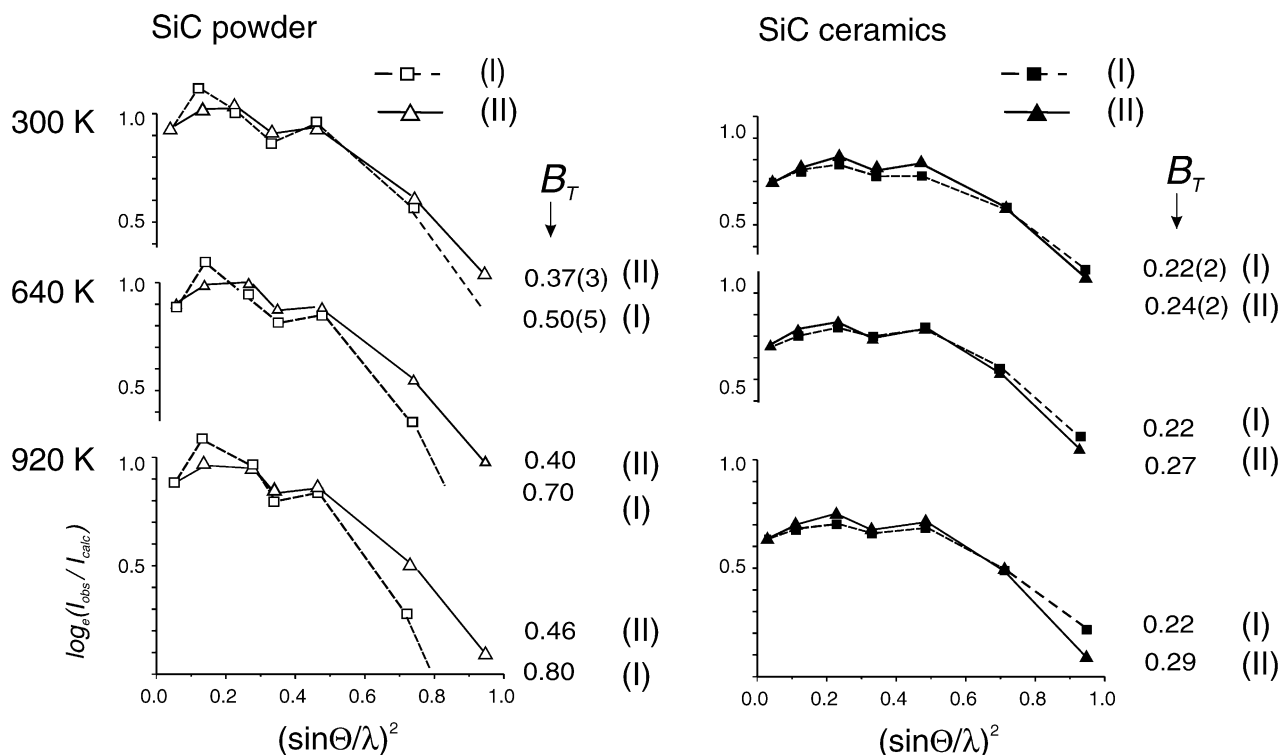 SiC powder
(I)
(II)
300 K
1.0
0.5
B_T
0.37(3) (II)
640 K
0.50(5) (I)
1.0
0.5
0.40 (II)
920 K
0.70 (I)
1.0
0.5
log_e(I_obs / I_calc.)
0.46 (II)
0.80 (I)
0.0 0.2 0.4 0.6 0.8 1.0
(sinΘ/λ)²
SiC ceramics
(I)
(II)
1.0
0.5
B_T
0.22(2) (I)
0.24(2) (II)
1.0
0.5
0.22 (I)
0.27 (II)
1.0
0.5
0.22 (I)
0.29 (II)
0.0 0.2 0.4 0.6 0.8 1.0
(sinΘ/λ)²